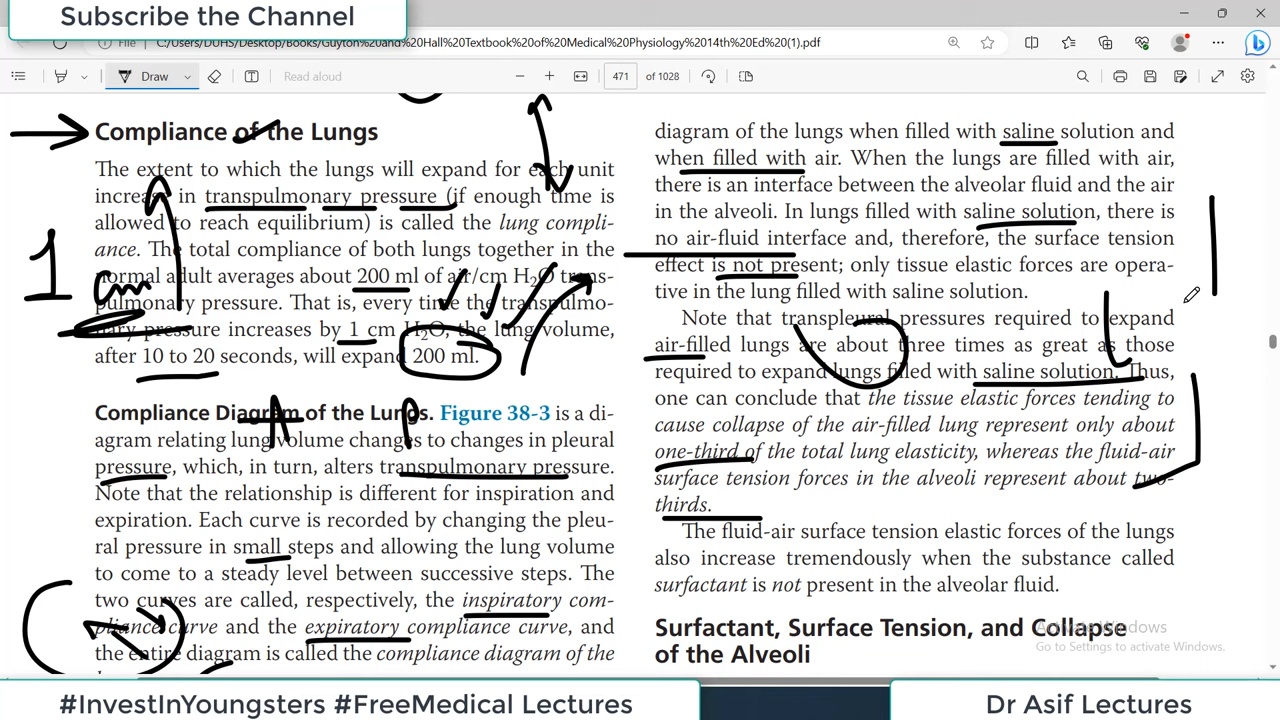 Subscribe the Channel
File
C:/Users/DUHS/Desktop/Books/Guyton%20and%20Hall%20Textbook%20of%20Medical%20Physiology%2014th%20Ed%20(1).pdf
Draw
Read aloud
471 of 1028
Compliance of the Lungs
The extent to which the lungs will expand for each unit
increase in transpulmonary pressure (if enough time is
allowed to reach equilibrium) is called the lung compli-
ance. The total compliance of both lungs together in the
normal adult averages about 200 ml of air/cm H2O trans-
pulmonary pressure. That is, every time the transpulmo-
nary pressure increases by 1 cm H2O, the lung volume,
after 10 to 20 seconds, will expand 200 ml.
1 cm
Compliance Diagram of the Lungs. Figure 38-3 is a di-
agram relating lung volume changes to changes in pleural
pressure, which, in turn, alters transpulmonary pressure.
Note that the relationship is different for inspiration and
expiration. Each curve is recorded by changing the pleu-
ral pressure in small steps and allowing the lung volume
to come to a steady level between successive steps. The
two curves are called, respectively, the inspiratory com-
pliance curve and the expiratory compliance curve, and
the entire diagram is called the compliance diagram of the
diagram of the lungs when filled with saline solution and
when filled with air. When the lungs are filled with air,
there is an interface between the alveolar fluid and the air
in the alveoli. In lungs filled with saline solution, there is
no air-fluid interface and, therefore, the surface tension
effect is not present; only tissue elastic forces are opera-
tive in the lung filled with saline solution.
Note that transpleural pressures required to expand
air-filled lungs are about three times as great as those
required to expand lungs filled with saline solution. Thus,
one can conclude that the tissue elastic forces tending to
cause collapse of the air-filled lung represent only about
one-third of the total lung elasticity, whereas the fluid-air
surface tension forces in the alveoli represent about two-
thirds.
The fluid-air surface tension elastic forces of the lungs
also increase tremendously when the substance called
surfactant is not present in the alveolar fluid.
Surfactant, Surface Tension, and Collapse
of the Alveoli
Activate Windows
Go to Settings to activate Windows.
#InvestInYoungsters #FreeMedical Lectures
Dr Asif Lectures